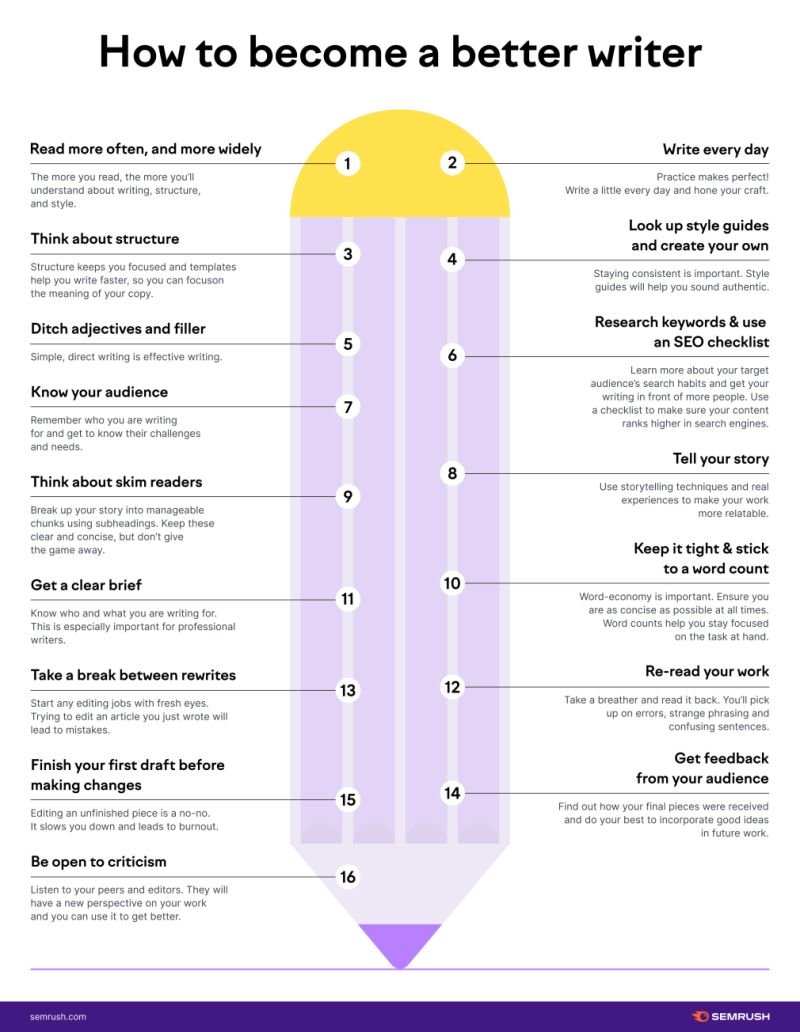 How to become a better writer
Read more often, and more widely
1
The more you read, the more you'll
understand about writing, structure,
and style.
2
Write every day
Practice makes perfect!
Write a little every day and hone your craft.
Think about structure
3
Structure keeps you focused and templates
help you write faster, so you can focuson
the meaning of your copy.
Look up style guides
and create your own
4
Staying consistent is important. Style
guides will help you sound authentic.
Ditch adjectives and filler
5
Simple, direct writing is effective writing.
Research keywords & use
an SEO checklist
6
Learn more about your target
audience's search habits and get your
writing in front of more people. Use
a checklist to make sure your content
ranks higher in search engines.
Know your audience
7
Remember who you are writing
for and get to know their challenges
and needs.
Tell your story
8
Use storytelling techniques and real
experiences to make your work
more relatable.
Think about skim readers
9
Break up your story into manageable
chunks using subheadings. Keep these
clear and concise, but don't give
the game away.
Keep it tight & stick
to a word count
10
Word-economy is important. Ensure you
are as concise as possible at all times.
Word counts help you stay focused
on the task at hand.
Get a clear brief
11
Know who and what you are writing for.
This is especially important for professional
writers.
Re-read your work
12
Take a breather and read it back. You'll pick
up on errors, strange phrasing and
confusing sentences.
Take a break between rewrites
13
Start any editing jobs with fresh eyes.
Trying to edit an article you just wrote will
lead to mistakes.
Get feedback
from your audience
14
Find out how your final pieces were received
and do your best to incorporate good ideas
in future work.
Finish your first draft before
making changes
15
Editing an unfinished piece is a no-no.
It slows you down and leads to burnout.
Be open to criticism
16
Listen to your peers and editors. They will
have a new perspective on your work
and you can use it to get better.
semrush.com
SEMRUSH